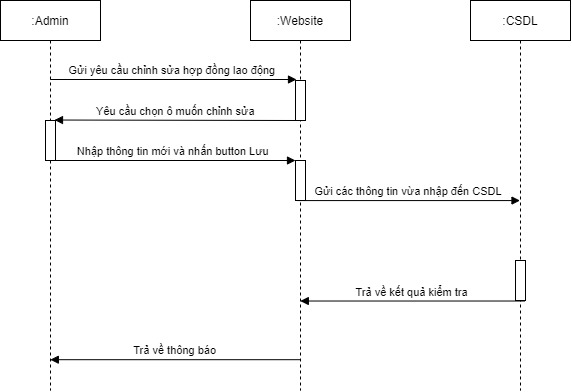 :Admin
:Website
:CSDL
Gửi yêu cầu chỉnh sửa hợp đồng lao động
Yêu cầu chọn ô muốn chỉnh sửa
Nhập thông tin mới và nhấn button Lưu
Gửi các thông tin vừa nhập đến CSDL
Trả về kết quả kiểm tra
Trả về thông báo